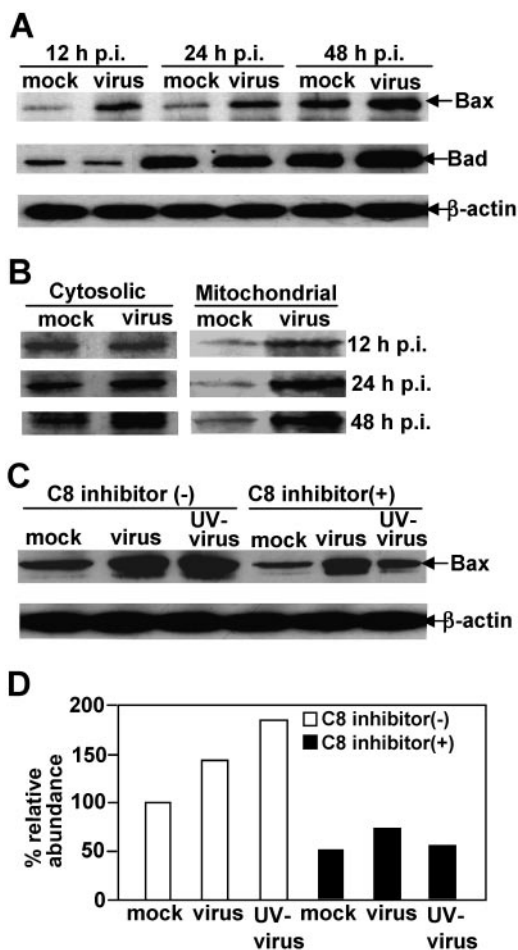 A
12 h p.i. 24 h p.i. 48 h p.i.
mock virus mock virus mock virus
Bax
Bad
β-actin
B
Cytosolic Mitochondrial
mock virus mock virus
12 h p.i.
24 h p.i.
48 h p.i.
C
C8 inhibitor (-) C8 inhibitor(+)
mock virus UV-virus mock virus UV-virus
Bax
β-actin
D
% relative abundance
200
150
100
50
0
C8 inhibitor(-)
C8 inhibitor(+)
mock virus UV-virus mock virus UV-virus